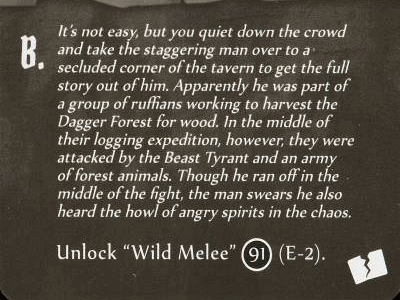 B.
It's not easy, but you quiet down the crowd
and take the staggering man over to a
secluded corner of the tavern to get the full
story out of him. Apparently he was part of
a group of ruffians working to harvest the
Dagger Forest for wood. In the middle of
their logging expedition, however, they were
attacked by the Beast Tyrant and an army
of forest animals. Though he ran off in the
middle of the fight, the man swears he also
heard the howl of angry spirits in the chaos.
Unlock "Wild Melee" 91 (E-2).